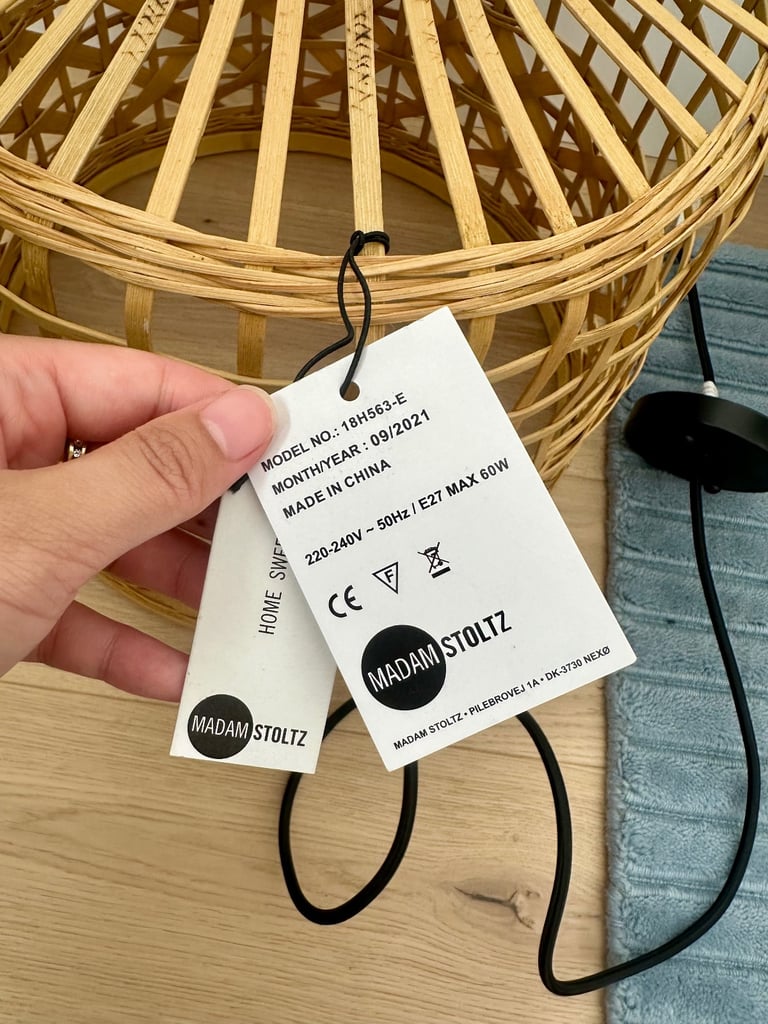 MODEL NO.: 18H563-E
MONTH/YEAR : 09/2021
MADE IN CHINA
220-240V ~ 50Hz / E27 MAX 60W
CE F
MADAM STOLTZ
MADAM STOLTZ • PILEBROVEJ 1A • DK-3730 NEXØ
HOME
MADAM STOLTZ